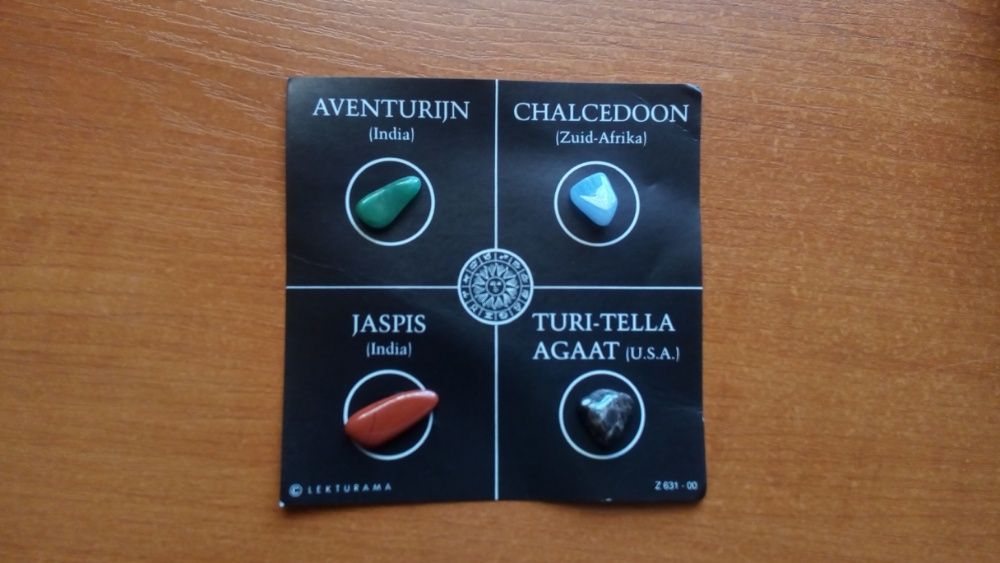 AVENTURIJN
(India)
CHALCEDOON
(Zuid-Afrika)
JASPIS
(India)
TURI-TELLA
AGAAT (U.S.A.)
© LEKTURAMA
Z 631 - 00